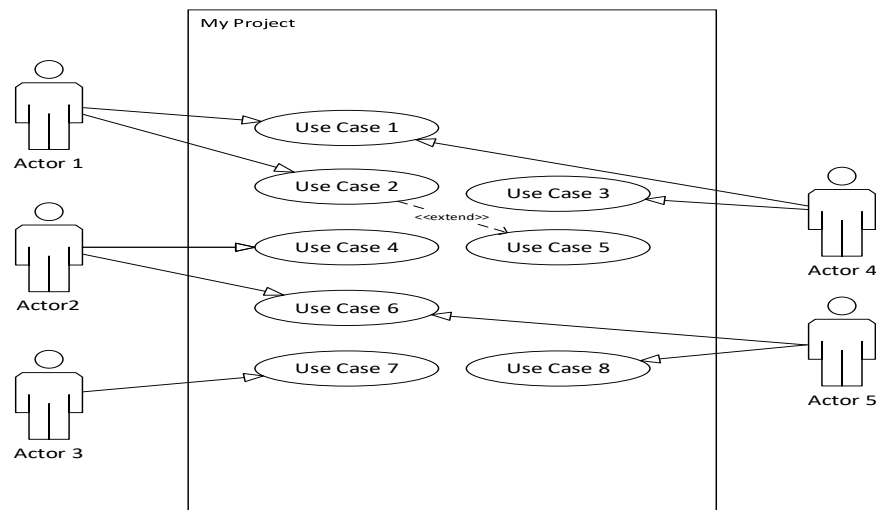 My Project
Actor 1
Use Case 1
Use Case 2
Use Case 3
<<extend>>
Actor2
Use Case 4
Use Case 5
Actor 4
Use Case 6
Use Case 7
Use Case 8
Actor 3
Actor 5